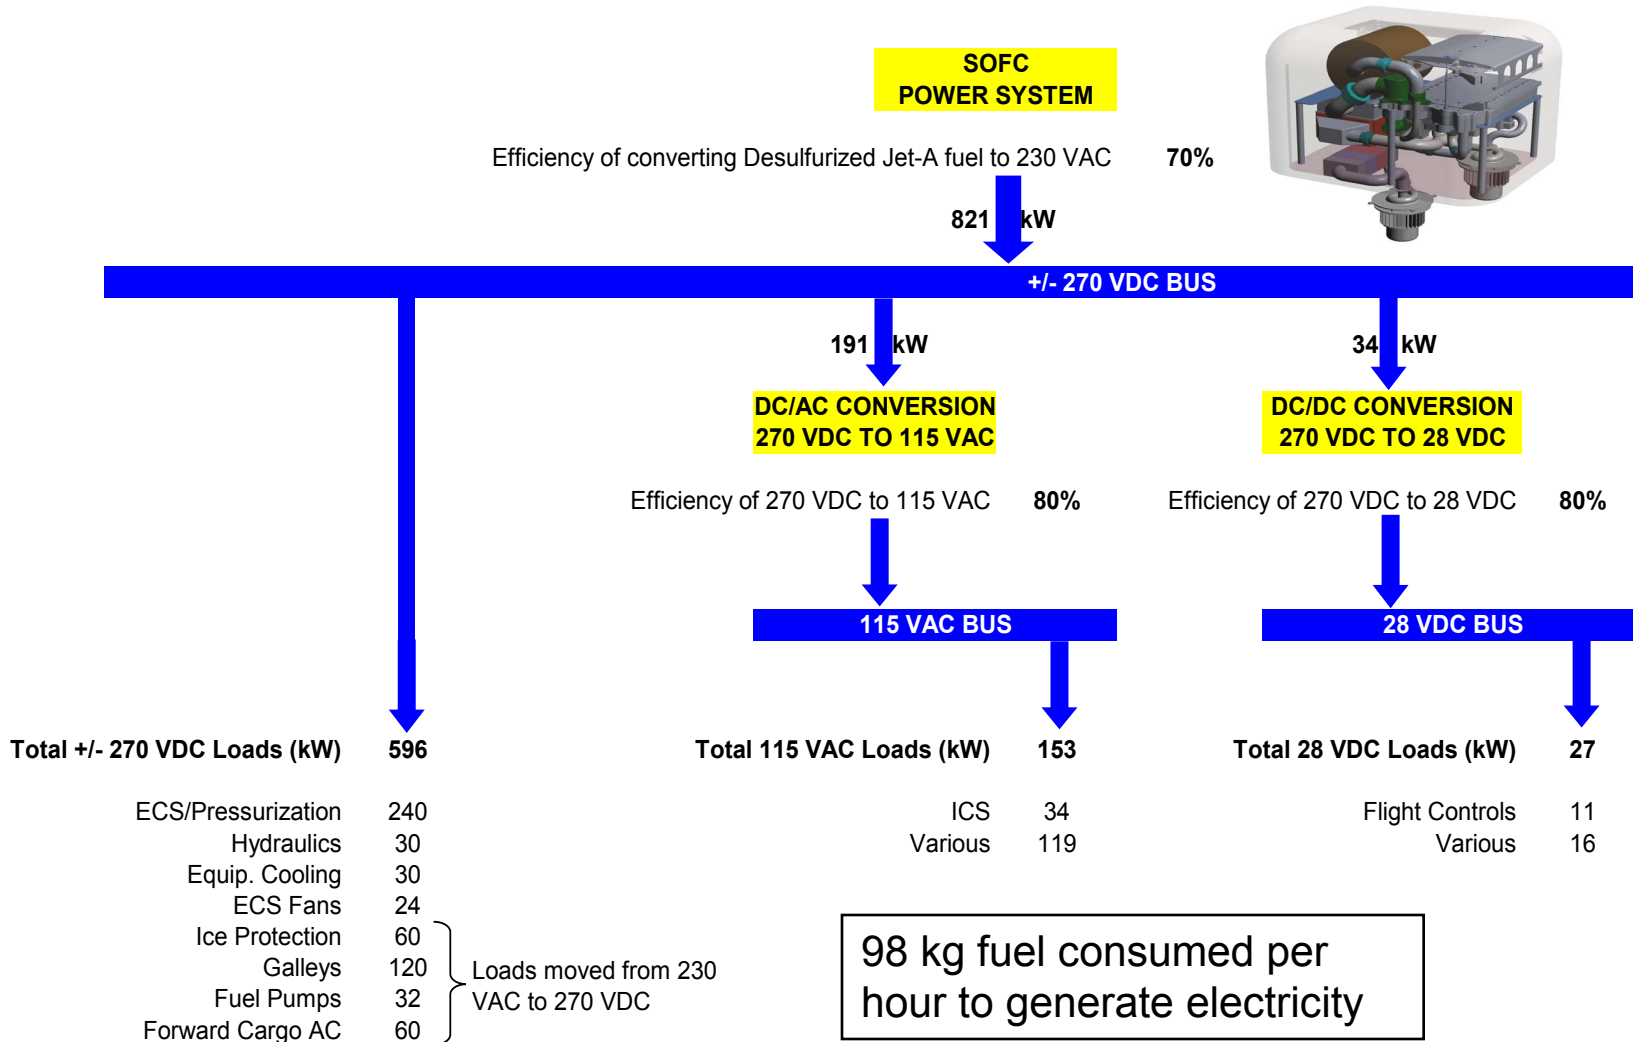 SOFC
POWER SYSTEM
Efficiency of converting Desulfurized Jet-A fuel to 230 VAC 70%
821 kW
+/- 270 VDC BUS
191 kW
34 kW
DC/AC CONVERSION
270 VDC TO 115 VAC
DC/DC CONVERSION
270 VDC TO 28 VDC
Efficiency of 270 VDC to 115 VAC 80%
Efficiency of 270 VDC to 28 VDC 80%
115 VAC BUS
28 VDC BUS
Total +/- 270 VDC Loads (kW) 596
ECS/Pressurization 240
Hydraulics 30
Equip. Cooling 30
ECS Fans 24
Ice Protection 60
Galleys 120
Fuel Pumps 32
Forward Cargo AC 60
Loads moved from 230
VAC to 270 VDC
Total 115 VAC Loads (kW) 153
ICS 34
Various 119
Total 28 VDC Loads (kW) 27
Flight Controls 11
Various 16
98 kg fuel consumed per
hour to generate electricity